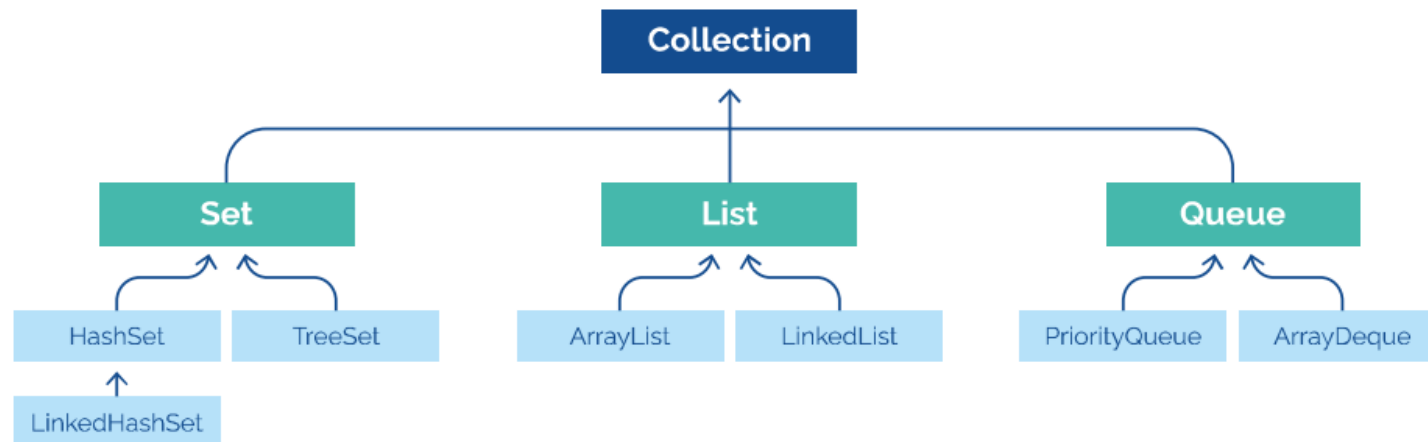 Collection
Set
List
Queue
HashSet
TreeSet
ArrayList
LinkedList
PriorityQueue
ArrayDeque
LinkedHashSet